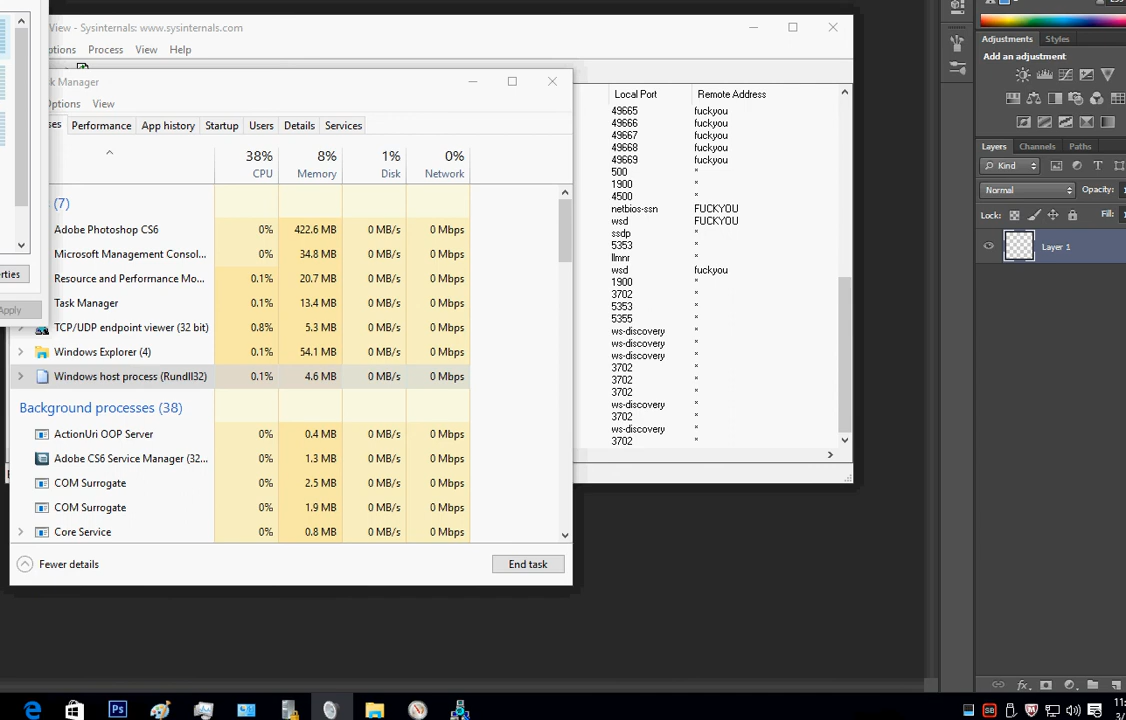 View - Sysinternals: www.sysinternals.com
ptions Process View Help
Local Port Remote Address
49665 fuckyou
49666 fuckyou
49667 fuckyou
49668 fuckyou
49669 fuckyou
500 *
1900 *
4500 *
netbios-ssn FUCKYOU
wsd FUCKYOU
ssdp *
5353 *
llmnr *
wsd fuckyou
1900 *
3702 *
5353 *
5355 *
ws-discovery *
ws-discovery *
ws-discovery *
3702 *
3702 *
3702 *
ws-discovery *
3702 *
ws-discovery *
3702 *
erties
Apply
sk Manager
Options View
ses Performance App history Startup Users Details Services
38% 8% 1% 0%
CPU Memory Disk Network
(7)
Adobe Photoshop CS6 0% 422.6 MB 0 MB/s 0 Mbps
Microsoft Management Consol... 0% 34.8 MB 0 MB/s 0 Mbps
Resource and Performance Mo... 0.1% 20.7 MB 0 MB/s 0 Mbps
Task Manager 0.1% 13.4 MB 0 MB/s 0 Mbps
TCP/UDP endpoint viewer (32 bit) 0.8% 5.3 MB 0 MB/s 0 Mbps
Windows Explorer (4) 0.1% 54.1 MB 0 MB/s 0 Mbps
Windows host process (Rundll32) 0.1% 4.6 MB 0 MB/s 0 Mbps
Background processes (38)
ActionUri OOP Server 0% 0.4 MB 0 MB/s 0 Mbps
Adobe CS6 Service Manager (32... 0% 1.3 MB 0 MB/s 0 Mbps
COM Surrogate 0% 2.5 MB 0 MB/s 0 Mbps
COM Surrogate 0% 1.9 MB 0 MB/s 0 Mbps
Core Service 0% 0.8 MB 0 MB/s 0 Mbps
Fewer details End task
Adjustments Styles
Add an adjustment
Layers Channels Paths
Kind T
Normal Opacity:
Lock: Fill:
Layer 1
fx
Ps
SB
11:
3/